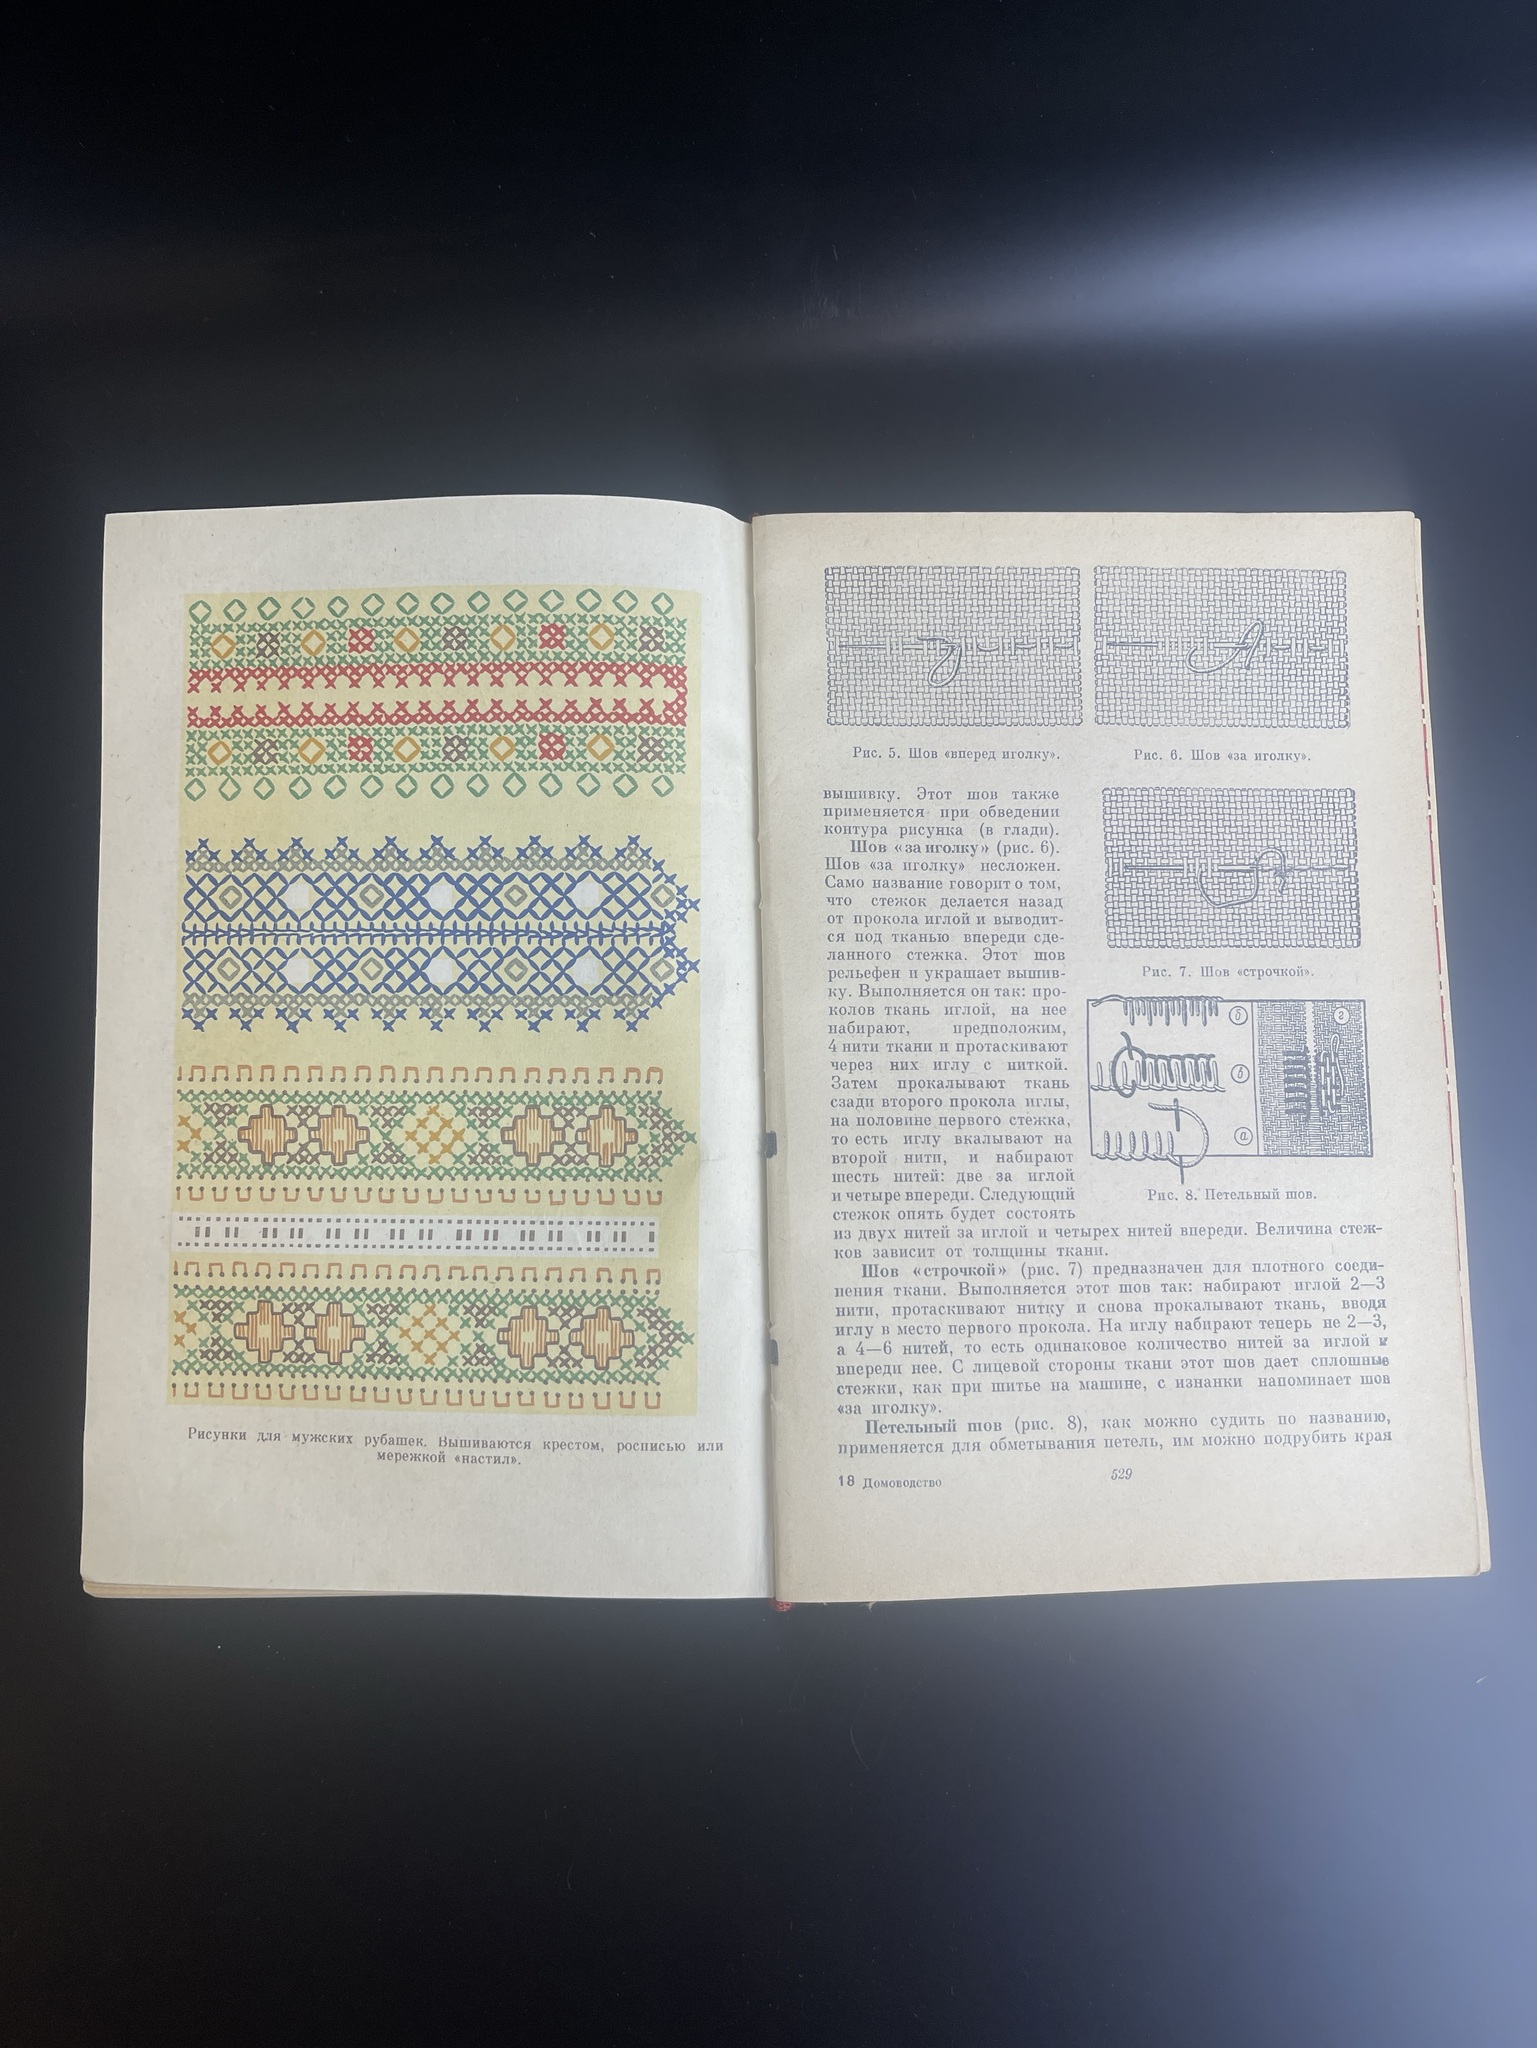 Рисунки для мужских рубашек. Вышиваются крестом, росписью или
мережкой «настил».
Рис. 5. Шов «вперед иголку».
Рис. 6. Шов «за иголку».
вышивку. Этот шов также
применяется при обведении
контура рисунка (в глади).
Шов «за иголку» (рис. 6).
Шов «за иголку» несложен.
Само название говорит о том,
что стежок делается назад
от прокола иглой и выводит-
ся под тканью впереди сде-
ланного стежка. Этот шов
рельефен и украшает вышив-
ку. Выполняется он так: про-
колов ткань иглой, на нее
набирают, предположим,
4 нити ткани и протаскивают
через них иглу с ниткой.
Затем прокалывают ткань
сзади второго прокола иглы,
на половине первого стежка,
то есть иглу вкалывают на
второй нити, и набирают
шесть нитей: две за иглой
и четыре впереди. Следующий
стежок опять будет состоять
Рис. 7. Шов «строчкой».
б
в
а
г
Рис. 8. Петельный шов.
из двух нитей за иглой и четырех нитей впереди. Величина стеж-
ков зависит от толщины ткани.
Шов «строчкой» (рис. 7) предназначен для плотного соеди-
нения ткани. Выполняется этот шов так: набирают иглой 2—3
нити, протаскивают нитку и снова прокалывают ткань, вводя
иглу в место первого прокола. На иглу набирают теперь не 2—3,
а 4—6 нитей, то есть одинаковое количество нитей за иглой и
впереди нее. С лицевой стороны ткани этот шов дает сплошные
стежки, как при шитье на машине, с изнанки напоминает шов
«за иголку».
Петельный шов (рис. 8), как можно судить по названию,
применяется для обметывания петель, им можно подрубить края
18 Домоводство
529